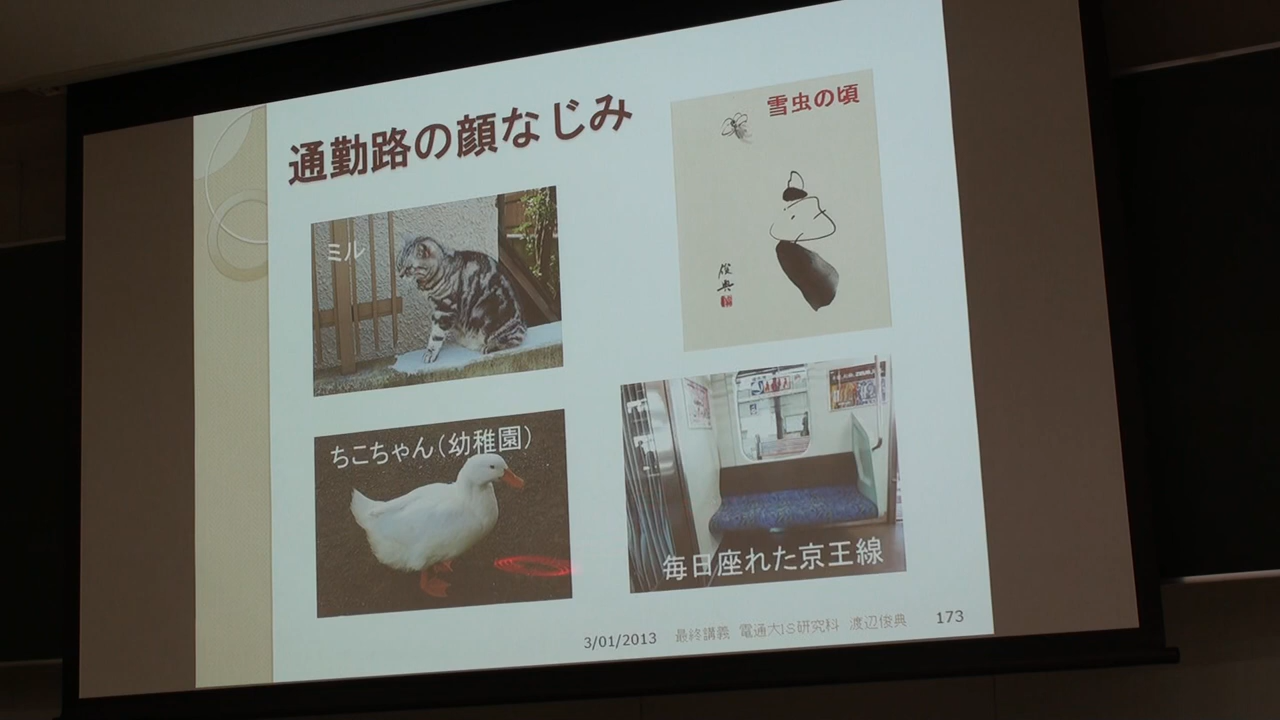 通勤路の顔なじみ
雪虫の頃
ミル
俊典
ちこちゃん(幼稚園)
毎日座れた京王線
3/01/2013 最終講義 電通大IS研究科 渡辺俊典 173